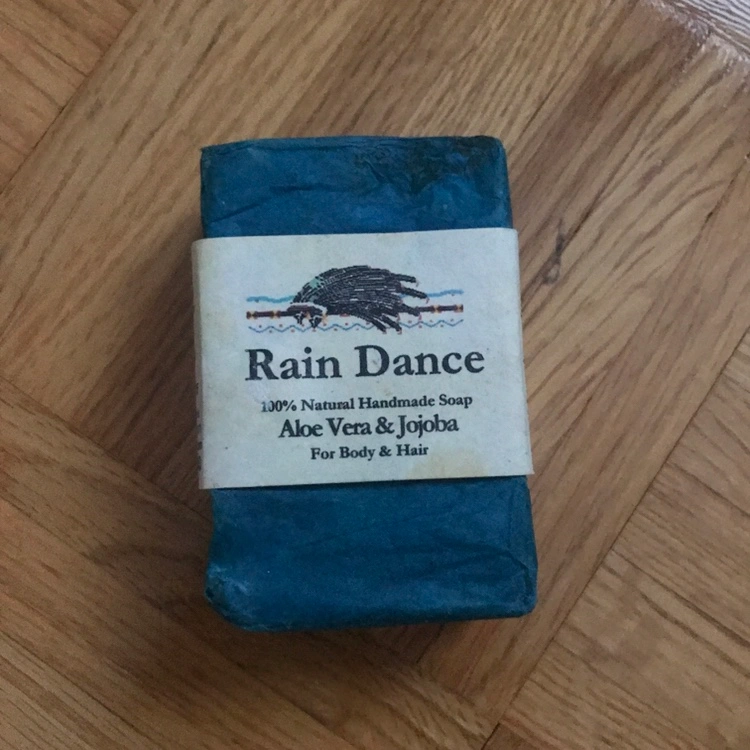 Rain Dance
100% Natural Handmade Soap
Aloe Vera & Jojoba
For Body & Hair